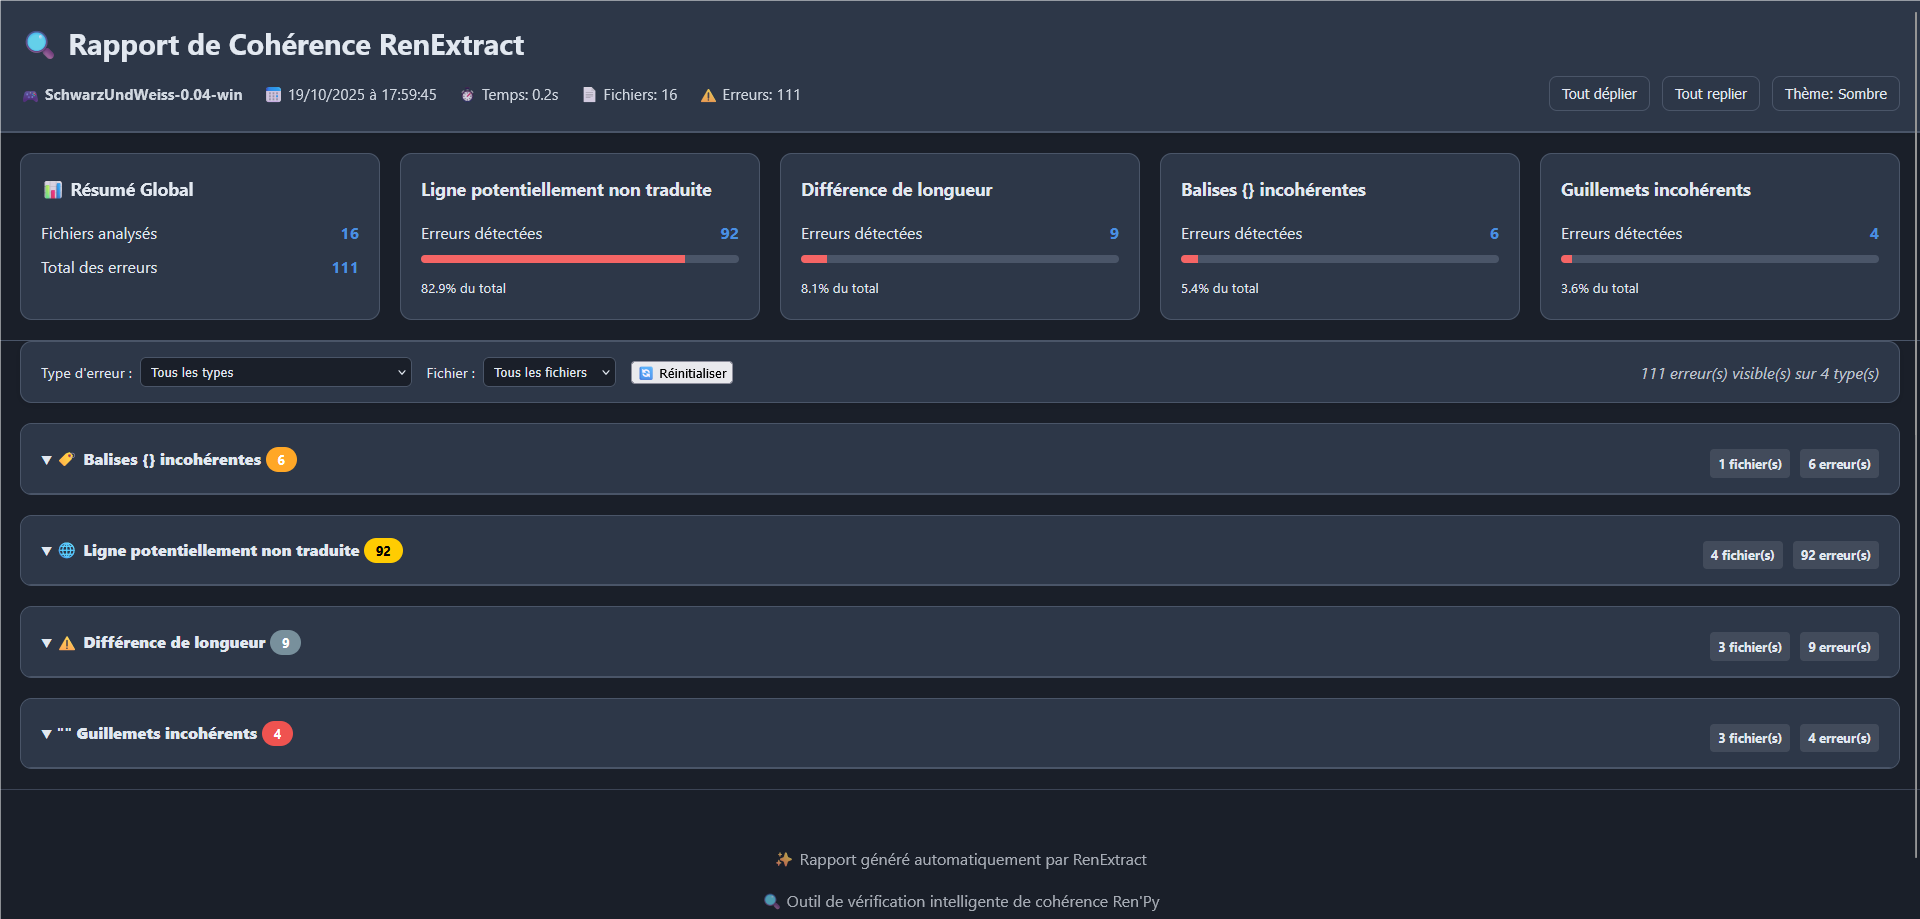 Rapport de Cohérence RenExtract
SchwarzUndWeiss-0.04-win 19/10/2025 à 17:59:45 Temps: 0.2s Fichiers: 16 Erreurs: 111
Tout déplier Tout replier Thème: Sombre
Résumé Global
Fichiers analysés 16
Total des erreurs 111
Ligne potentiellement non traduite
Erreurs détectées 92
82.9% du total
Différence de longueur
Erreurs détectées 9
8.1% du total
Balises {} incohérentes
Erreurs détectées 6
5.4% du total
Guillemets incohérents
Erreurs détectées 4
3.6% du total
Type d'erreur : Tous les types Fichier : Tous les fichiers Réinitialiser 111 erreur(s) visible(s) sur 4 type(s)
Balises {} incohérentes 6 1 fichier(s) 6 erreur(s)
Ligne potentiellement non traduite 92 4 fichier(s) 92 erreur(s)
Différence de longueur 9 3 fichier(s) 9 erreur(s)
"" Guillemets incohérents 4 3 fichier(s) 4 erreur(s)
Rapport généré automatiquement par RenExtract
Outil de vérification intelligente de cohérence Ren'Py